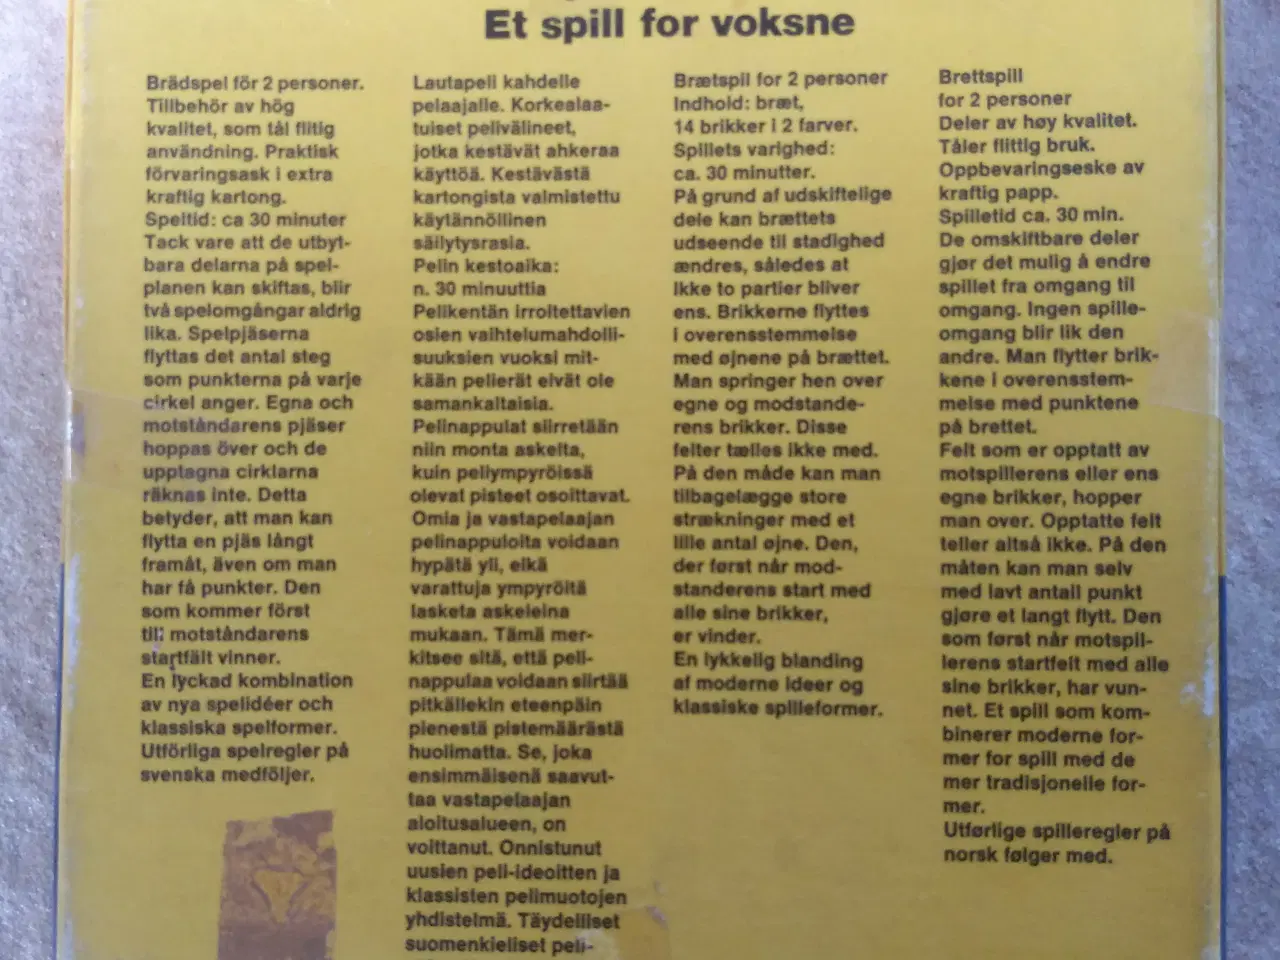 Et spill for voksne
Brädspel för 2 personer.
Tillbehör av hög
kvalitet, som tål flitig
användning. Praktisk
förvaringsask i extra
kraftig kartong.
Speltid: ca 30 minuter
Tack vare att de utbyt-
bara delarna på spel-
planen kan skiftas, blir
två spelomgångar aldrig
lika. Spelpjäserna
flyttas det antal steg
som punkterna på varje
cirkel anger. Egna och
motståndarens pjäser
hoppas över och de
upptagna cirklarna
räknas inte. Detta
betyder, att man kan
flytta en pjäs långt
framåt, även om man
har få punkter. Den
som kommer först
till motståndarens
startfält vinner.
En lyckad kombination
av nya spelidéer och
klassiska spelformer.
Utförliga spelregler på
svenska medföljer.
Lautapeli kahdelle
pelaajalle. Korkealaa-
tuiset pelivälineet,
jotka kestävät ahkeraa
käyttöä. Kestävästä
kartongista valmistettu
käytännöllinen
säilytysrasia.
Pelin kestoaika:
n. 30 minuuttia
Pelikentän irroitettavien
osien vaihtelumahdolli-
suuksien vuoksi mit-
kään pelierät eivät ole
samankaltaisia.
Pelinappulat siirretään
niin monta askelta,
kuin peliympyröissä
olevat pisteet osoittavat.
Omia ja vastapelaajan
pelinappuloita voidaan
hypätä yli, eikä
varattuja ympyröitä
lasketa askeleina
mukaan. Tämä mer-
kitsee sitä, että peli-
nappulaa voidaan siirtää
pitkällekin eteenpäin
pienestä pistemäärästä
huolimatta. Se, joka
ensimmäisenä saavut-
taa vastapelaajan
aloitusalueen, on
voittanut. Onnistunut
uusien peli-ideoitten ja
klassisten pelimuotojen
yhdistelmä. Täydelliset
suomenkieliset peli-
Brætspil for 2 personer
Indhold: bræt,
14 brikker i 2 farver.
Spillets varighed:
ca. 30 minutter.
På grund af udskiftelige
dele kan brættets
udseende til stadighed
ændres, således at
ikke to partier bliver
ens. Brikkerne flyttes
i overensstemmelse
med øjnene på brættet.
Man springer hen over
egne og modstande-
rens brikker. Disse
felter tælles ikke med.
På den måde kan man
tilbagelægge store
strækninger med et
lille antal øjne. Den,
der først når mod-
standerens start med
alle sine brikker,
er vinder.
En lykkelig blanding
af moderne ideer og
klassiske spilleformer.
Brettspill
for 2 personer
Deler av høy kvalitet.
Tåler flittig bruk.
Oppbevaringseske av
kraftig papp.
Spilletid ca. 30 min.
De omskiftbare deler
gjør det mulig å endre
spillet fra omgang til
omgang. Ingen spille-
omgang blir lik den
andre. Man flytter brik-
kene i overensstem-
melse med punktene
på brettet.
Felt som er opptatt av
motspillerens eller ens
egne brikker, hopper
man over. Opptatte felt
teller altså ikke. På den
måten kan man selv
med lavt antall punkt
gjøre et langt flytt. Den
som først når motspil-
lerens startfelt med alle
sine brikker, har vun-
net. Et spill som kom-
binerer moderne for-
mer for spill med de
mer tradisjonelle for-
mer.
Utførlige spilleregler på
norsk følger med.